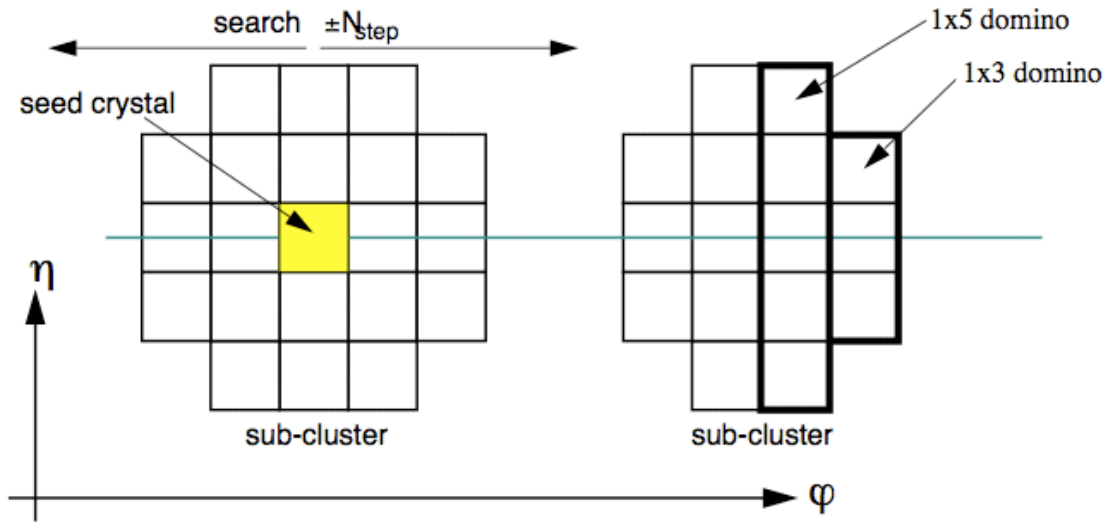 search ±Nstep
1x5 domino
1x3 domino
seed crystal
η
sub-cluster
sub-cluster
φ